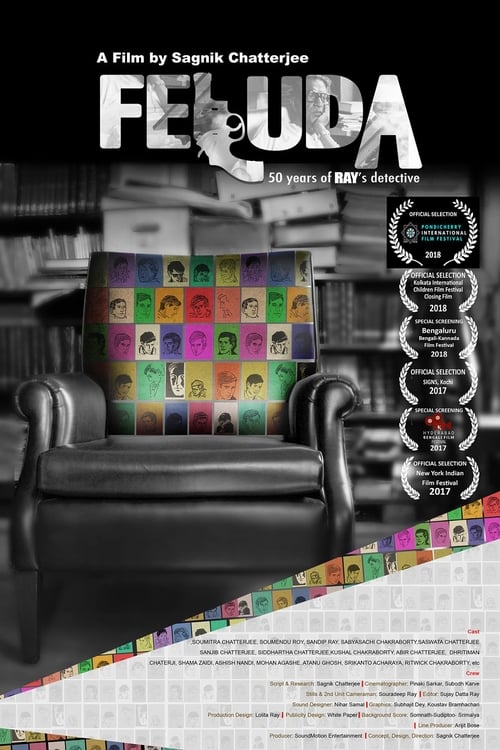 A Film by Sagnik Chatterjee
FELUDA
50 years of RAY's detective
OFFICIAL SELECTION
PONDICHERRY
INTERNATIONAL
FILM FESTIVAL
2018
OFFICIAL SELECTION
Kolkata International
Children Film Festival
Closing Film
2018
SPECIAL SCREENING
Bengaluru
Bengali-Kannada
Film Festival
2018
OFFICIAL SELECTION
SIGNS, Kochi
2017
SPECIAL SCREENING
HYDERABAD
BENGALI FILM
FESTIVAL
2017
OFFICIAL SELECTION
New York Indian
Film Festival
2017
Cast
SOUMITRA CHATTERJEE, SOUMENDU ROY, SANDIP RAY, SABYASACHI CHAKRABORTY, SASWATA CHATTERJEE,
SANJIB CHATTERJEE, SIDDHARTHA CHATTERJEE, KUSHAL CHAKRABORTY, ABIR CHATTERJEE, DHRITIMAN
CHATERJI, SHAMA ZAIDI, ASHISH NANDI, MOHAN AGASHE, ATANU GHOSH, SRIKANTO ACHARAYA, RITWICK CHAKRABORTY, etc
Crew
Script & Research: Sagnik Chatterjee | Cinematographer: Pinaki Sarkar, Subodh Karve
Stills & 2nd Unit Cameraman: Souradeep Ray | Editor: Sujay Datta Ray
Sound Designer: Nihar Samal | Graphics: Subhajit Dey, Koustav Bramhachari
Production Design: Lolita Ray | Publicity Design: White Paper | Background Score: Somnath-Sudipto- Srimalya
Line Producer: Arijit Bose
Producer: SoundMotion Entertainment | Concept, Design, Direction: Sagnik Chatterjee